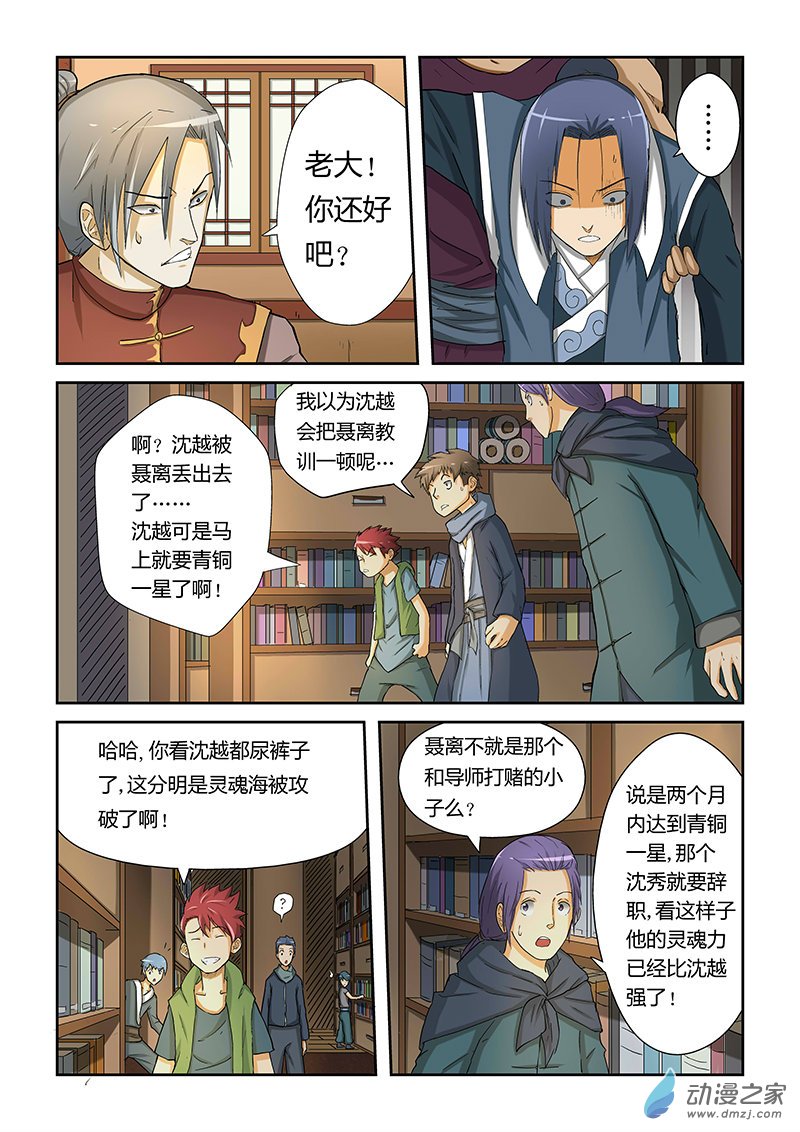 老大！
你还好
吧？
……
我以为沈越
会把聂离教
训一顿呢…
啊？沈越被
聂离丢出去
了……
沈越可是马
上就要青铜
一星了啊！
哈哈，你看沈越都尿裤子
了，这分明是灵魂海被攻
破了啊！
?
聂离不就是那个
和导师打赌的小
子么？
说是两个月
内达到青铜
一星，那个
沈秀就要辞
职，看这样子
他的灵魂力
已经比沈越
强了！
动漫之家
www.dmzj.com